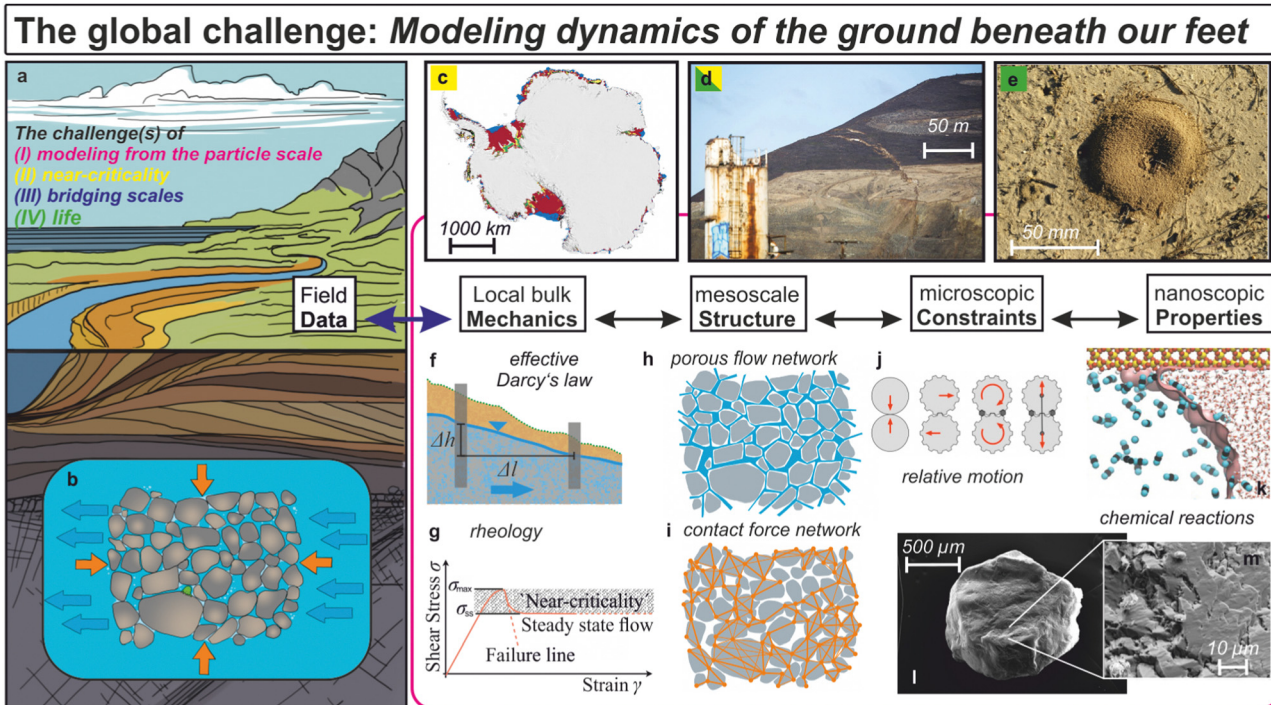 The global challenge: Modeling dynamics of the ground beneath our feet
a
The challenge(s) of
(I) modeling from the particle scale
(II) near-criticality
(III) bridging scales
(IV) life
Field
Data
b
c
1000 km
d
50 m
e
50 mm
Local bulk
Mechanics
mesoscale
Structure
microscopic
Constraints
nanoscopic
Properties
f
effective
Darcy's law
Δh
Δl
g
rheology
Shear Stress σ
σmax
σss
Near-criticality
Steady state flow
Failure line
Strain γ
h
porous flow network
i
contact force network
j
relative motion
k
chemical reactions
l
500 µm
m
10 µm